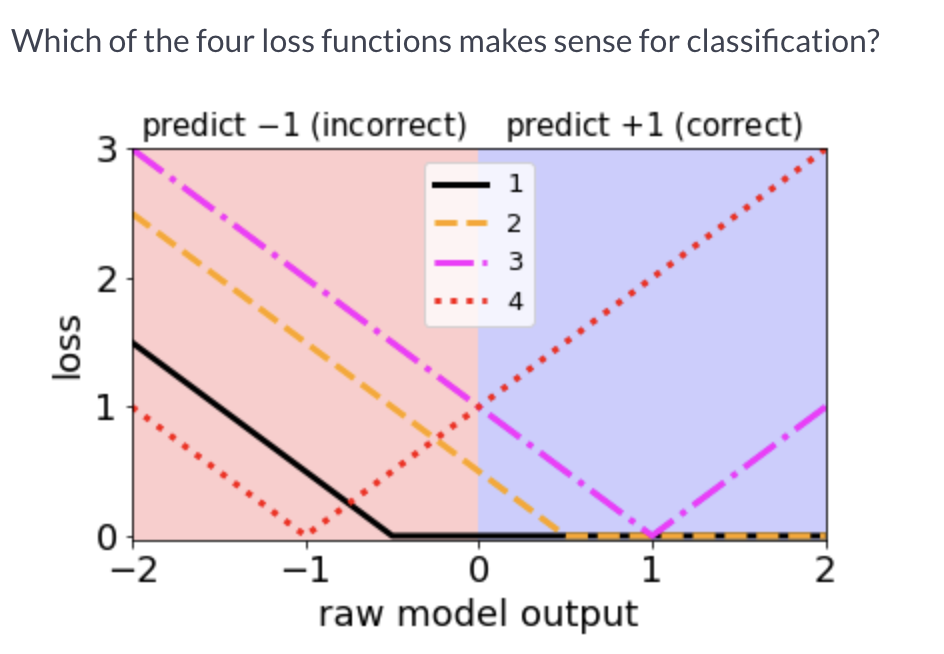 Which of the four loss functions makes sense for classification?
predict −1 (incorrect) predict +1 (correct)
3
1
2
3
4
2
loss
1
0
−2 −1 0 1 2
raw model output